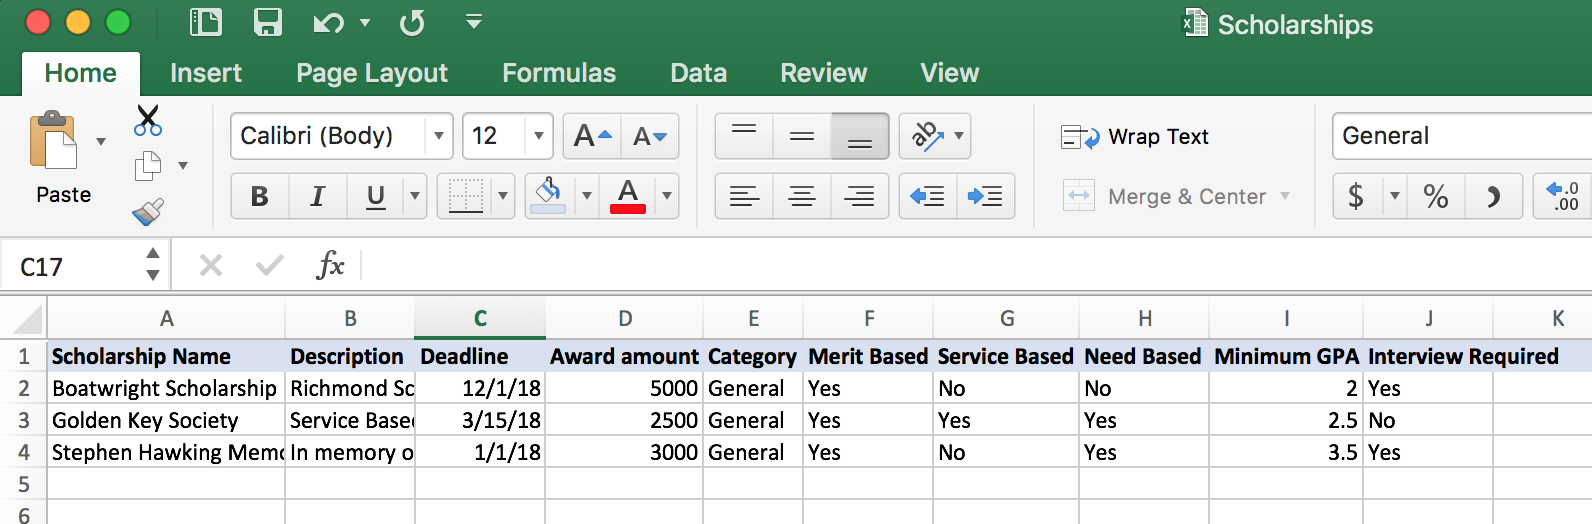 Scholarships
Home Insert Page Layout Formulas Data Review View
Calibri (Body) 12 A A ab Wrap Text General
Paste B I U A Merge & Center $ % .0 .00
C17 fx
A B C D E F G H I J K
1 Scholarship Name Description Deadline Award amount Category Merit Based Service Based Need Based Minimum GPA Interview Required
2 Boatwright Scholarship Richmond Sc 12/1/18 5000 General Yes No No 2 Yes
3 Golden Key Society Service Base 3/15/18 2500 General Yes Yes Yes 2.5 No
4 Stephen Hawking Mem In memory o 1/1/18 3000 General Yes No Yes 3.5 Yes
5
6